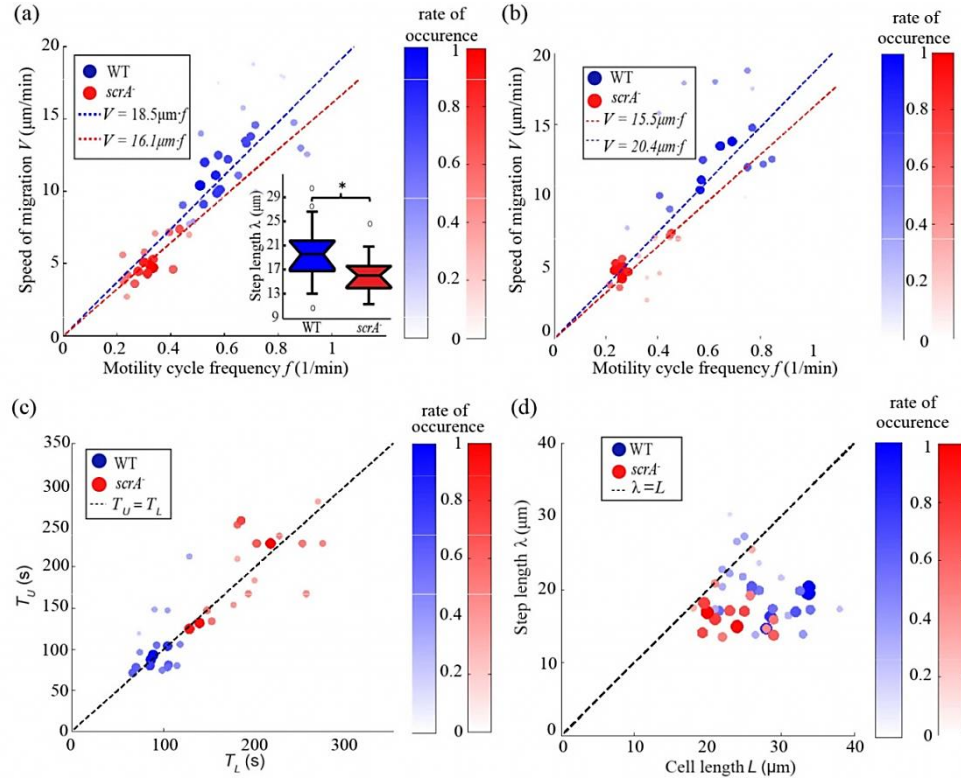 (a)
rate of
occurence
20
15
10
5
0
Speed of migration V (μm/min)
WT
scrA-
V = 18.5μm·f
V = 16.1μm·f
Step length λ (μm)
33
29
25
21
17
13
9
*
WT scrA-
0 0.2 0.4 0.6 0.8 1
Motility cycle frequency f (1/min)
1
0.8
0.6
0.4
0.2
0
(b)
rate of
occurence
20
15
10
5
0
Speed of migration V (μm/min)
WT
scrA-
V = 15.5μm·f
V = 20.4μm·f
0 0.2 0.4 0.6 0.8 1
Motility cycle frequency f (1/min)
1
0.8
0.6
0.4
0.2
0
(c)
rate of
occurence
350
300
250
200
150
100
50
0
T_U (s)
WT
scrA-
T_U = T_L
0 100 200 300
T_L (s)
1
0.8
0.6
0.4
0.2
0
(d)
rate of
occurence
40
30
20
10
0
Step length λ (μm)
WT
scrA-
λ=L
0 10 20 30 40
Cell length L (μm)
1
0.8
0.6
0.4
0.2
0